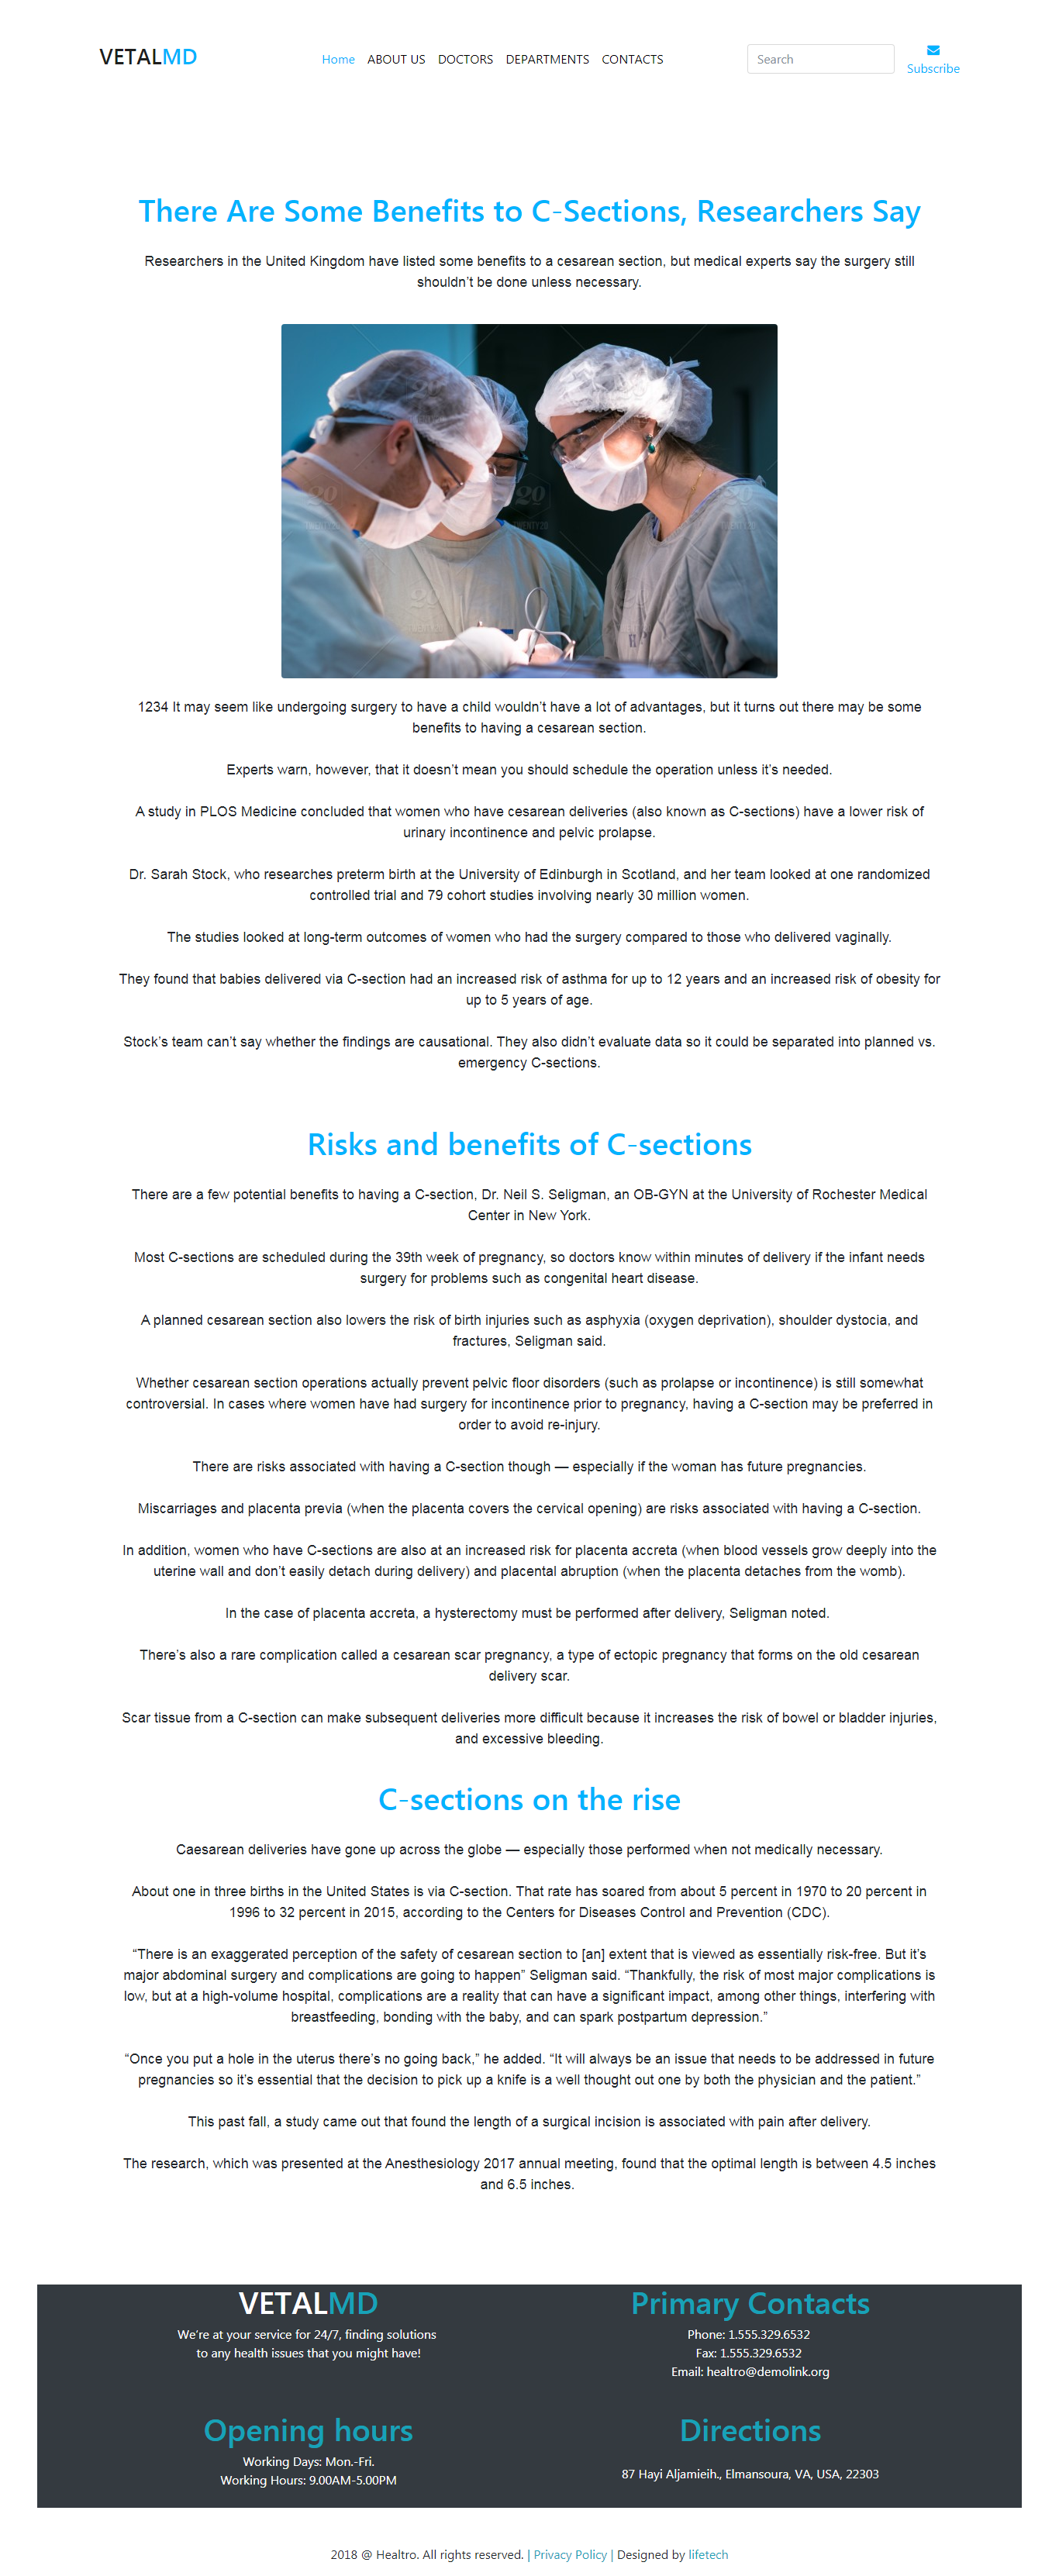 VETALMD
Home ABOUT US DOCTORS DEPARTMENTS CONTACTS
Search
Subscribe
There Are Some Benefits to C-Sections, Researchers Say
Researchers in the United Kingdom have listed some benefits to a cesarean section, but medical experts say the surgery still
shouldn’t be done unless necessary.
20
20
20
TWENTY20
TWENTY20
1234 It may seem like undergoing surgery to have a child wouldn’t have a lot of advantages, but it turns out there may be some
benefits to having a cesarean section.
Experts warn, however, that it doesn’t mean you should schedule the operation unless it’s needed.
A study in PLOS Medicine concluded that women who have cesarean deliveries (also known as C-sections) have a lower risk of
urinary incontinence and pelvic prolapse.
Dr. Sarah Stock, who researches preterm birth at the University of Edinburgh in Scotland, and her team looked at one randomized
controlled trial and 79 cohort studies involving nearly 30 million women.
The studies looked at long-term outcomes of women who had the surgery compared to those who delivered vaginally.
They found that babies delivered via C-section had an increased risk of asthma for up to 12 years and an increased risk of obesity for
up to 5 years of age.
Stock’s team can’t say whether the findings are causational. They also didn’t evaluate data so it could be separated into planned vs.
emergency C-sections.
Risks and benefits of C-sections
There are a few potential benefits to having a C-section, Dr. Neil S. Seligman, an OB-GYN at the University of Rochester Medical
Center in New York.
Most C-sections are scheduled during the 39th week of pregnancy, so doctors know within minutes of delivery if the infant needs
surgery for problems such as congenital heart disease.
A planned cesarean section also lowers the risk of birth injuries such as asphyxia (oxygen deprivation), shoulder dystocia, and
fractures, Seligman said.
Whether cesarean section operations actually prevent pelvic floor disorders (such as prolapse or incontinence) is still somewhat
controversial. In cases where women have had surgery for incontinence prior to pregnancy, having a C-section may be preferred in
order to avoid re-injury.
There are risks associated with having a C-section though — especially if the woman has future pregnancies.
Miscarriages and placenta previa (when the placenta covers the cervical opening) are risks associated with having a C-section.
In addition, women who have C-sections are also at an increased risk for placenta accreta (when blood vessels grow deeply into the
uterine wall and don’t easily detach during delivery) and placental abruption (when the placenta detaches from the womb).
In the case of placenta accreta, a hysterectomy must be performed after delivery, Seligman noted.
There’s also a rare complication called a cesarean scar pregnancy, a type of ectopic pregnancy that forms on the old cesarean
delivery scar.
Scar tissue from a C-section can make subsequent deliveries more difficult because it increases the risk of bowel or bladder injuries,
and excessive bleeding.
C-sections on the rise
Caesarean deliveries have gone up across the globe — especially those performed when not medically necessary.
About one in three births in the United States is via C-section. That rate has soared from about 5 percent in 1970 to 20 percent in
1996 to 32 percent in 2015, according to the Centers for Diseases Control and Prevention (CDC).
“There is an exaggerated perception of the safety of cesarean section to [an] extent that is viewed as essentially risk-free. But it’s
major abdominal surgery and complications are going to happen” Seligman said. “Thankfully, the risk of most major complications is
low, but at a high-volume hospital, complications are a reality that can have a significant impact, among other things, interfering with
breastfeeding, bonding with the baby, and can spark postpartum depression.”
“Once you put a hole in the uterus there’s no going back,” he added. “It will always be an issue that needs to be addressed in future
pregnancies so it’s essential that the decision to pick up a knife is a well thought out one by both the physician and the patient.”
This past fall, a study came out that found the length of a surgical incision is associated with pain after delivery.
The research, which was presented at the Anesthesiology 2017 annual meeting, found that the optimal length is between 4.5 inches
and 6.5 inches.
VETALMD
We’re at your service for 24/7, finding solutions
to any health issues that you might have!
Primary Contacts
Phone: 1.555.329.6532
Fax: 1.555.329.6532
Email: healtro@demolink.org
Opening hours
Working Days: Mon.-Fri.
Working Hours: 9.00AM-5.00PM
Directions
87 Hayi Aljamieih., Elmansoura, VA, USA, 22303
2018 @ Healtro. All rights reserved. | Privacy Policy | Designed by lifetech